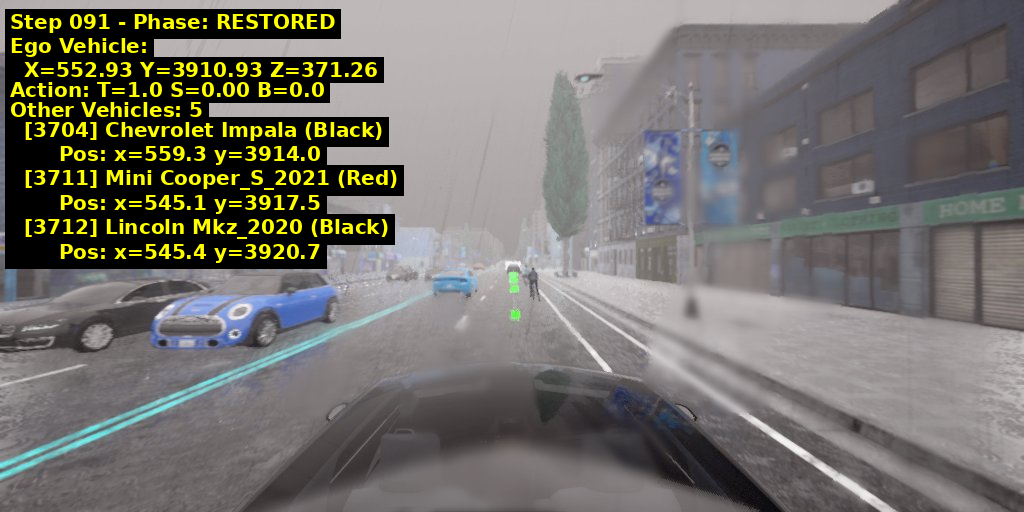 Step 091 - Phase: RESTORED
Ego Vehicle:
X=552.93 Y=3910.93 Z=371.26
Action: T=1.0 S=0.00 B=0.0
Other Vehicles: 5
[3704] Chevrolet Impala (Black)
Pos: x=559.3 y=3914.0
[3711] Mini Cooper_S_2021 (Red)
Pos: x=545.1 y=3917.5
[3712] Lincoln Mkz_2020 (Black)
Pos: x=545.4 y=3920.7
HOME